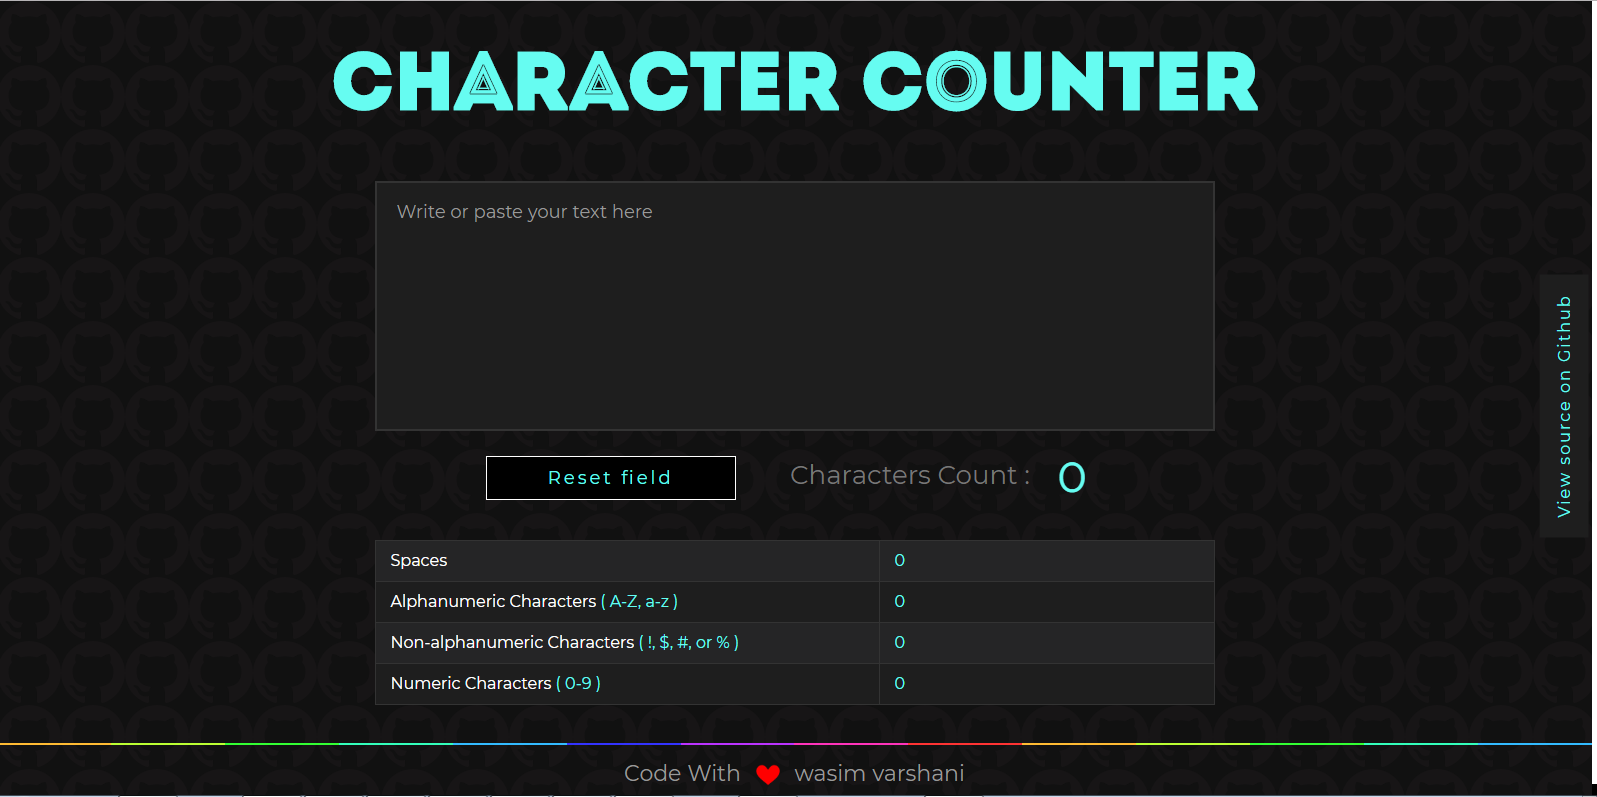 CHARACTER COUNTER
Write or paste your text here
Reset field
Characters Count : 0
View source on Github
Spaces 0
Alphanumeric Characters ( A-Z, a-z ) 0
Non-alphanumeric Characters ( !, $, #, or % ) 0
Numeric Characters ( 0-9 ) 0
Code With ❤ wasim varshani